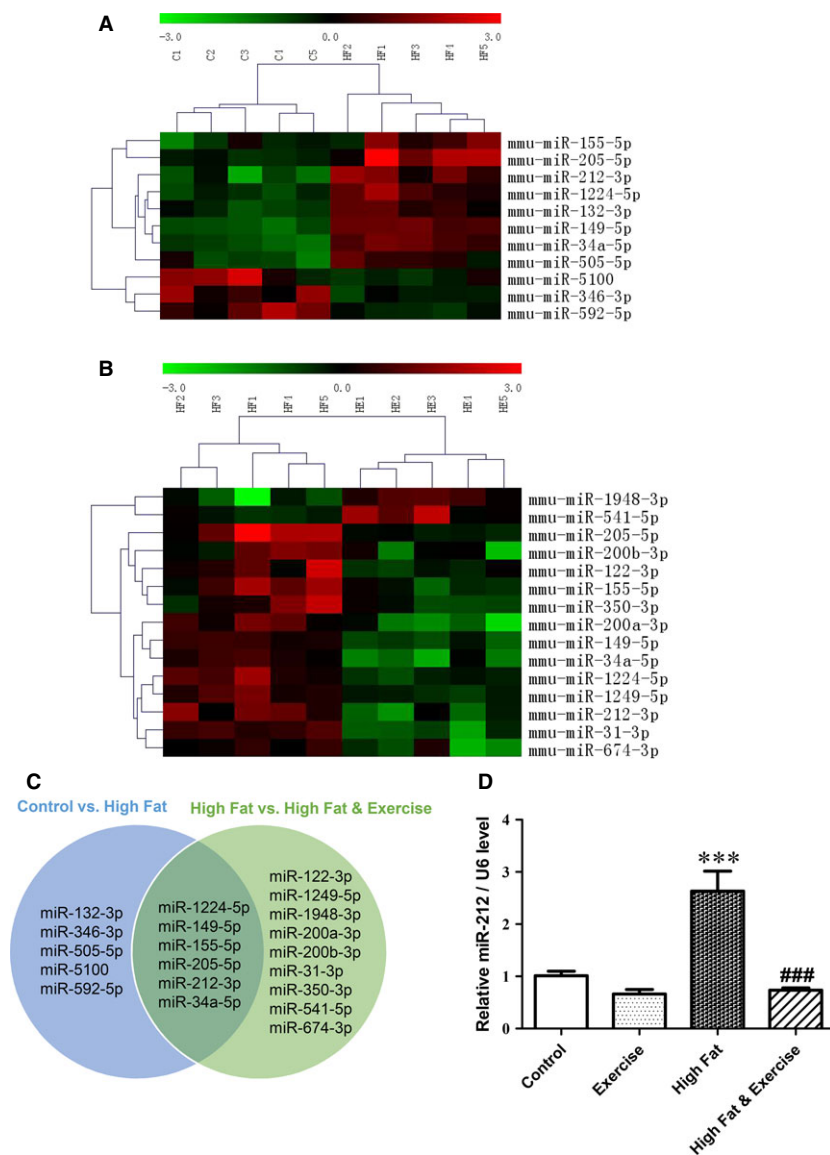 A
-3.0 0.0 3.0
C1 C2 C3 C4 C5 HF2 HF1 HF3 HF4 HF5
mmu-miR-155-5p
mmu-miR-205-5p
mmu-miR-212-3p
mmu-miR-1224-5p
mmu-miR-132-3p
mmu-miR-149-5p
mmu-miR-34a-5p
mmu-miR-505-5p
mmu-miR-5100
mmu-miR-346-3p
mmu-miR-592-5p
B
-3.0 0.0 3.0
HF2 HF3 HF1 HF4 HF5 HE1 HE2 HE3 HE4 HE5
mmu-miR-1948-3p
mmu-miR-541-5p
mmu-miR-205-5p
mmu-miR-200b-3p
mmu-miR-122-3p
mmu-miR-155-5p
mmu-miR-350-3p
mmu-miR-200a-3p
mmu-miR-149-5p
mmu-miR-34a-5p
mmu-miR-1224-5p
mmu-miR-1249-5p
mmu-miR-212-3p
mmu-miR-31-3p
mmu-miR-674-3p
C
Control vs. High Fat
High Fat vs. High Fat & Exercise
miR-132-3p
miR-346-3p
miR-505-5p
miR-5100
miR-592-5p
miR-1224-5p
miR-149-5p
miR-155-5p
miR-205-5p
miR-212-3p
miR-34a-5p
miR-122-3p
miR-1249-5p
miR-1948-3p
miR-200a-3p
miR-200b-3p
miR-31-3p
miR-350-3p
miR-541-5p
miR-674-3p
D
Relative miR-212 / U6 level
4
3
2
1
0
***
###
Control
Exercise
High Fat
High Fat & Exercise